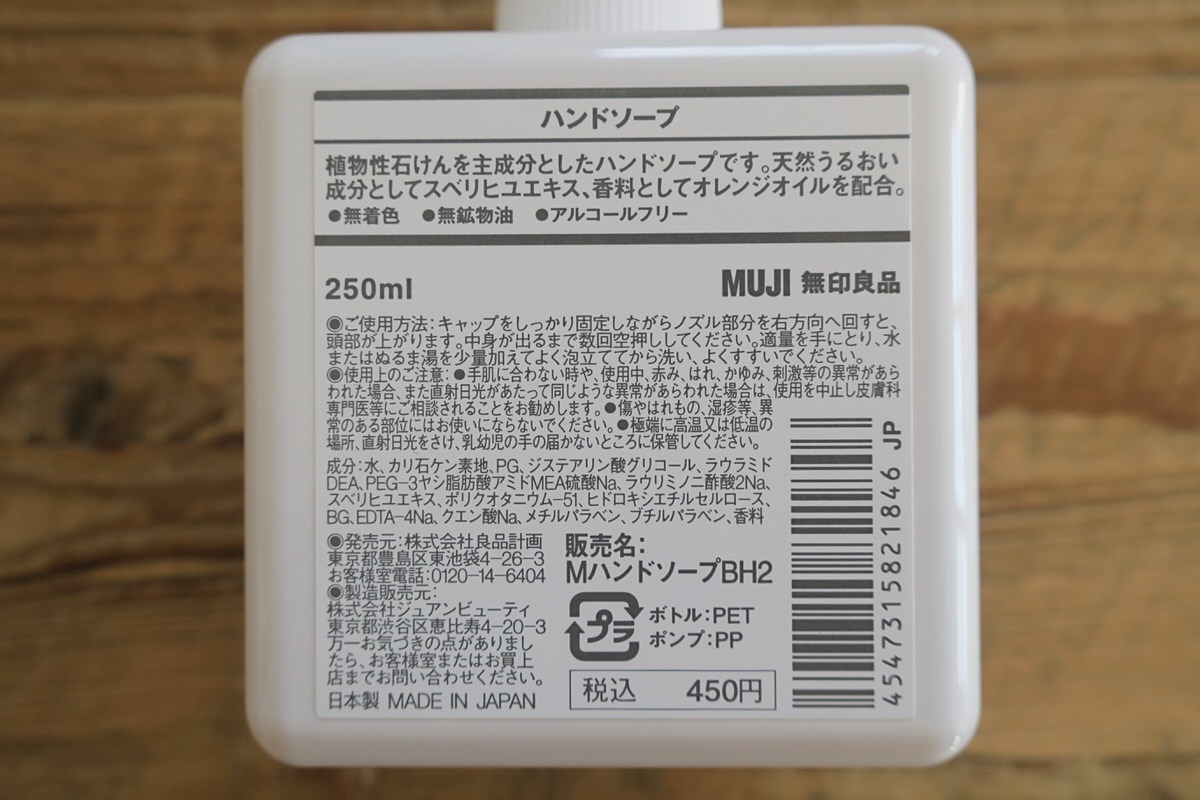 ハンドソープ
植物性石けんを主成分としたハンドソープです。天然うるおい
成分としてスベリヒユエキス、香料としてオレンジオイルを配合。
●無着色 ●無鉱物油 ●アルコールフリー
250ml
MUJI 無印良品
◉ご使用方法:キャップをしっかり固定しながらノズル部分を右方向へ回すと、
頭部が上がります。中身が出るまで数回空押ししてください。適量を手にとり、水
またはぬるま湯を少量加えてよく泡立ててから洗い、よくすすいでください。
◉使用上のご注意:●手肌に合わない時や、使用中、赤み、はれ、かゆみ、刺激等の異常があら
われた場合、また直射日光があたって同じような異常があらわれた場合は、使用を中止し皮膚科
専門医等にご相談されることをお勧めします。●傷やはれもの、湿疹等、異
常のある部位にはお使いにならないでください。●極端に高温又は低温の
場所、直射日光をさけ、乳幼児の手の届かないところに保管してください。
成分:水、カリ石ケン素地、PG、ジステアリン酸グリコール、ラウラミド
DEA、PEG-3ヤシ脂肪酸アミドMEA硫酸Na、ラウリミノ二酢酸2Na、
スベリヒユエキス、ポリクオタニウム-51、ヒドロキシエチルセルロース、
BG、EDTA-4Na、クエン酸Na、メチルパラベン、ブチルパラベン、香料
◉発売元:株式会社良品計画
東京都豊島区東池袋4-26-3
お客様室電話:0120-14-6404
◉製造販売元:
株式会社ジュアンビューティ
東京都渋谷区恵比寿4-20-3
万一お気づきの点がありまし
たら、お客様室またはお買上
店までお問い合わせください。
日本製 MADE IN JAPAN
販売名:
MハンドソープBH2
プラ
ボトル:PET
ポンプ:PP
税込 450円
4547315821846 JP